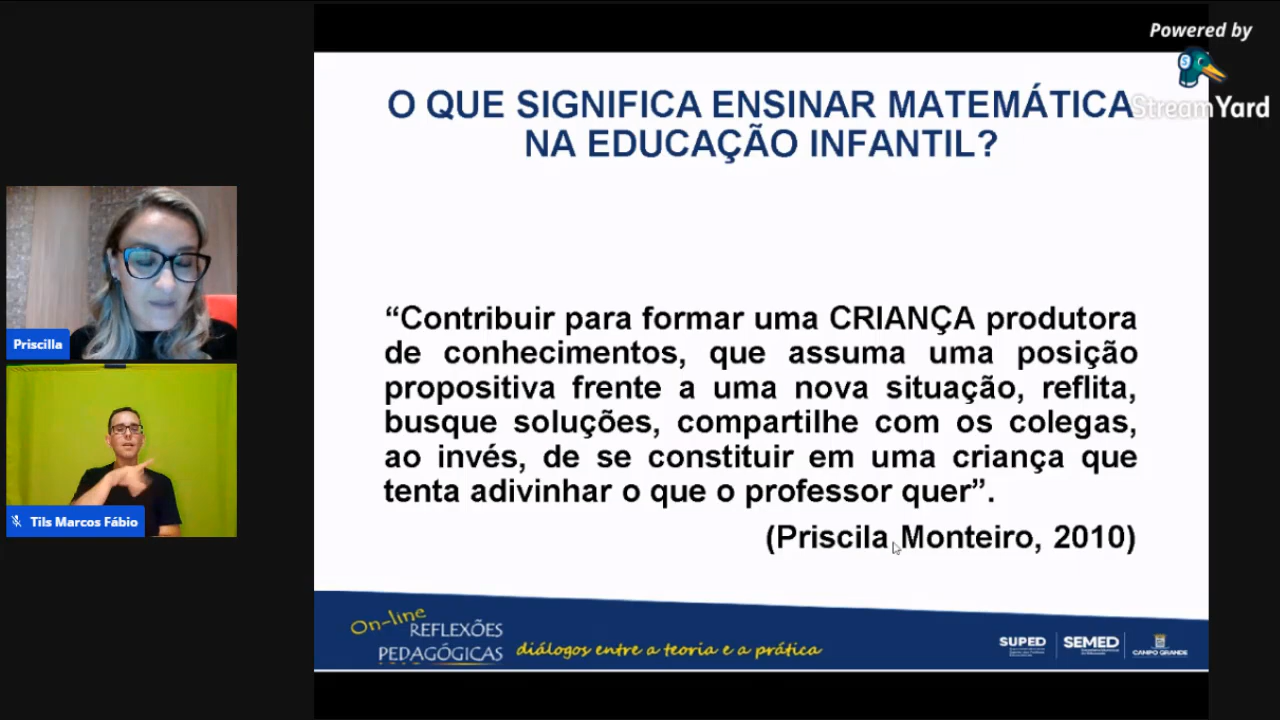 Powered by
StreamYard
O QUE SIGNIFICA ENSINAR MATEMÁTICA
NA EDUCAÇÃO INFANTIL?
Priscilla
Tils Marcos Fábio
“Contribuir para formar uma CRIANÇA produtora
de conhecimentos, que assuma uma posição
propositiva frente a uma nova situação, reflita,
busque soluções, compartilhe com os colegas,
ao invés, de se constituir em uma criança que
tenta adivinhar o que o professor quer”.
(Priscila Monteiro, 2010)
On-line
REFLEXÕES
PEDAGÓGICAS
diálogos entre a teoria e a prática
SUPED
SEMED
CAMPO GRANDE